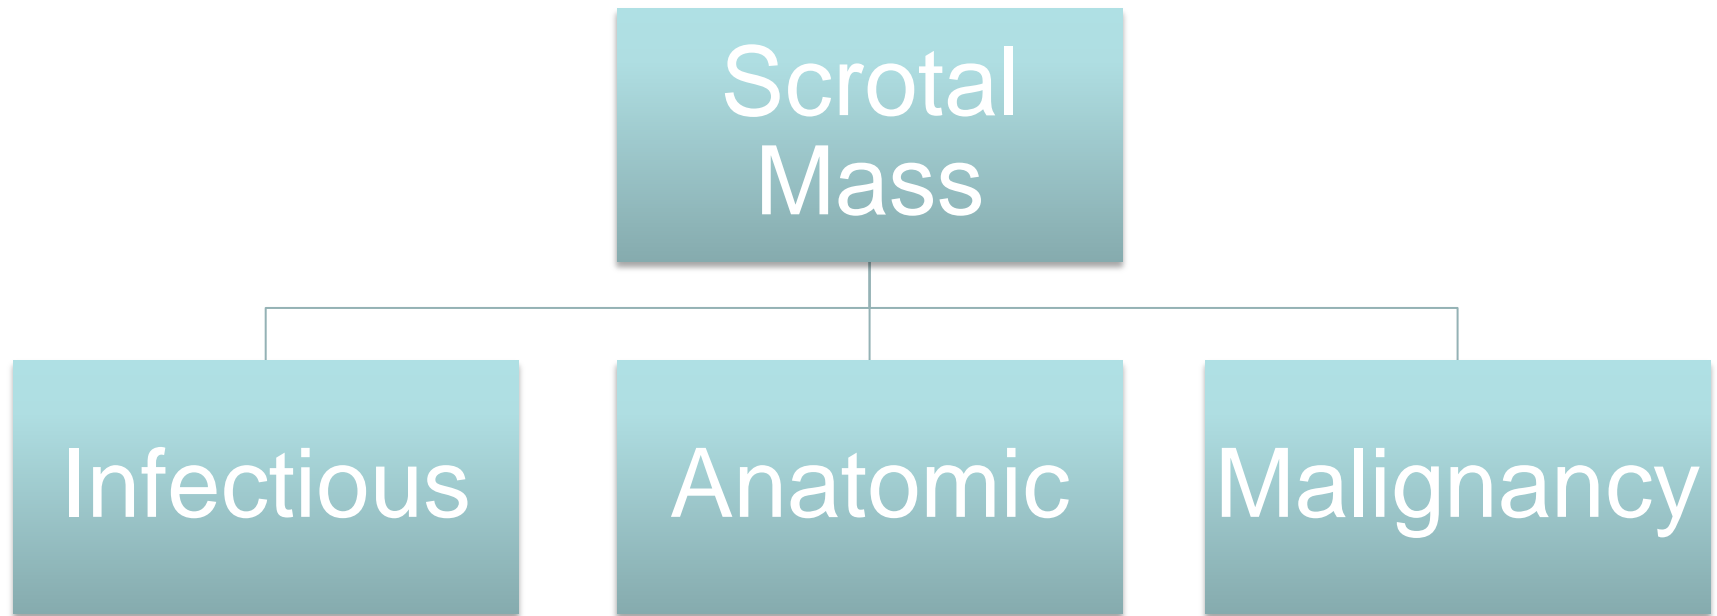 Scrotal
Mass
Infectious
Anatomic
Malignancy